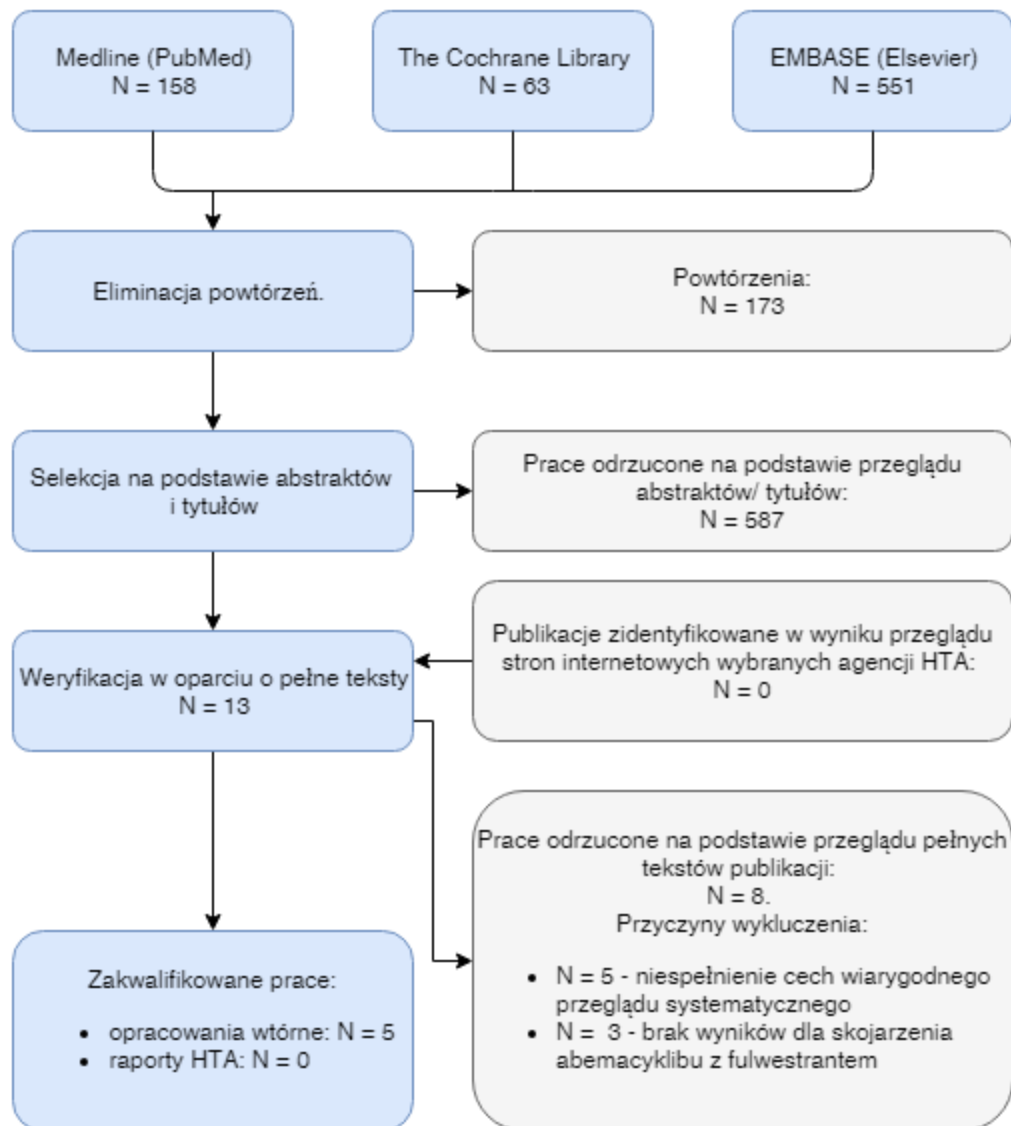 Medline (PubMed)
N = 158
The Cochrane Library
N = 63
EMBASE (Elsevier)
N = 551
Eliminacja powtórzeń.
Powtórzenia:
N = 173
Selekcja na podstawie abstraktów
i tytułów
Prace odrzucone na podstawie przeglądu
abstraktów/ tytułów:
N = 587
Publikacje zidentyfikowane w wyniku przeglądu
stron internetowych wybranych agencji HTA:
N = 0
Weryfikacja w oparciu o pełne teksty
N = 13
Prace odrzucone na podstawie przeglądu pełnych
tekstów publikacji:
N = 8.
Przyczyny wykluczenia:
• N = 5 - niespełnienie cech wiarygodnego
przeglądu systematycznego
• N = 3 - brak wyników dla skojarzenia
abemacyklibu z fulwestrantem
Zakwalifikowane prace:
• opracowania wtórne: N = 5
• raporty HTA: N = 0